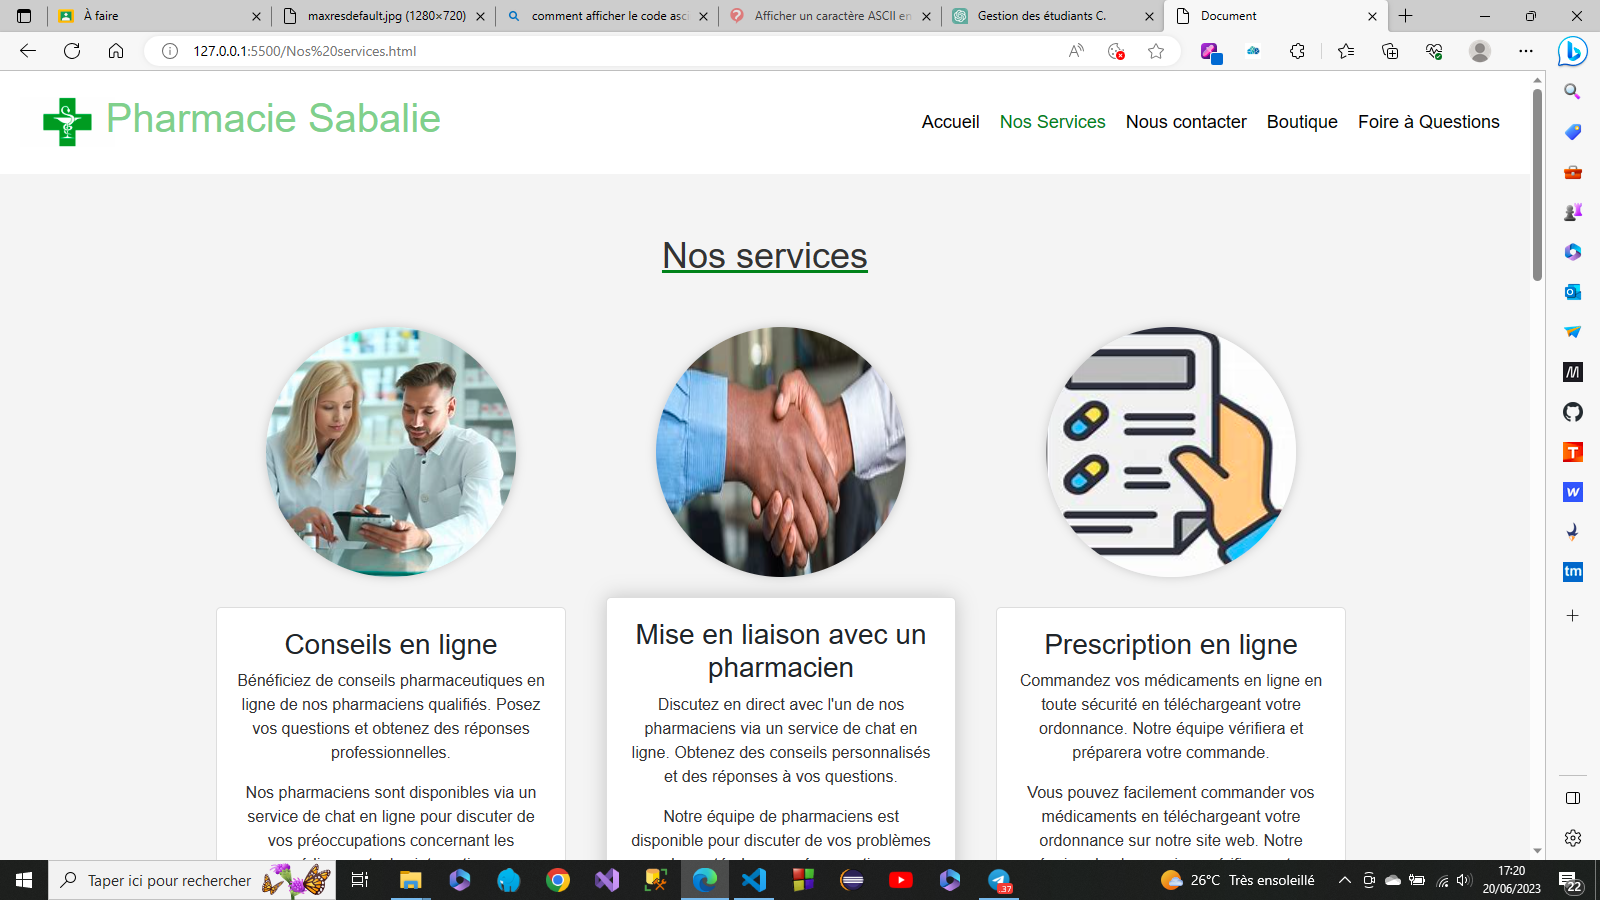 À faire
maxresdefault.jpg (1280×720)
comment afficher le code asci
Afficher un caractère ASCII en
Gestion des étudiants C.
Document
127.0.0.1:5500/Nos%20services.html
Pharmacie Sabalie
Accueil
Nos Services
Nous contacter
Boutique
Foire à Questions
Nos services
Conseils en ligne
Bénéficiez de conseils pharmaceutiques en
ligne de nos pharmaciens qualifiés. Posez
vos questions et obtenez des réponses
professionnelles.
Nos pharmaciens sont disponibles via un
service de chat en ligne pour discuter de
vos préoccupations concernant les
Mise en liaison avec un
pharmacien
Discutez en direct avec l'un de nos
pharmaciens via un service de chat en
ligne. Obtenez des conseils personnalisés
et des réponses à vos questions.
Notre équipe de pharmaciens est
disponible pour discuter de vos problèmes
Prescription en ligne
Commandez vos médicaments en ligne en
toute sécurité en téléchargeant votre
ordonnance. Notre équipe vérifiera et
préparera votre commande.
Vous pouvez facilement commander vos
médicaments en téléchargeant votre
ordonnance sur notre site web. Notre
Taper ici pour rechercher
37
26°C Très ensoleillé
17:20
20/06/2023
22